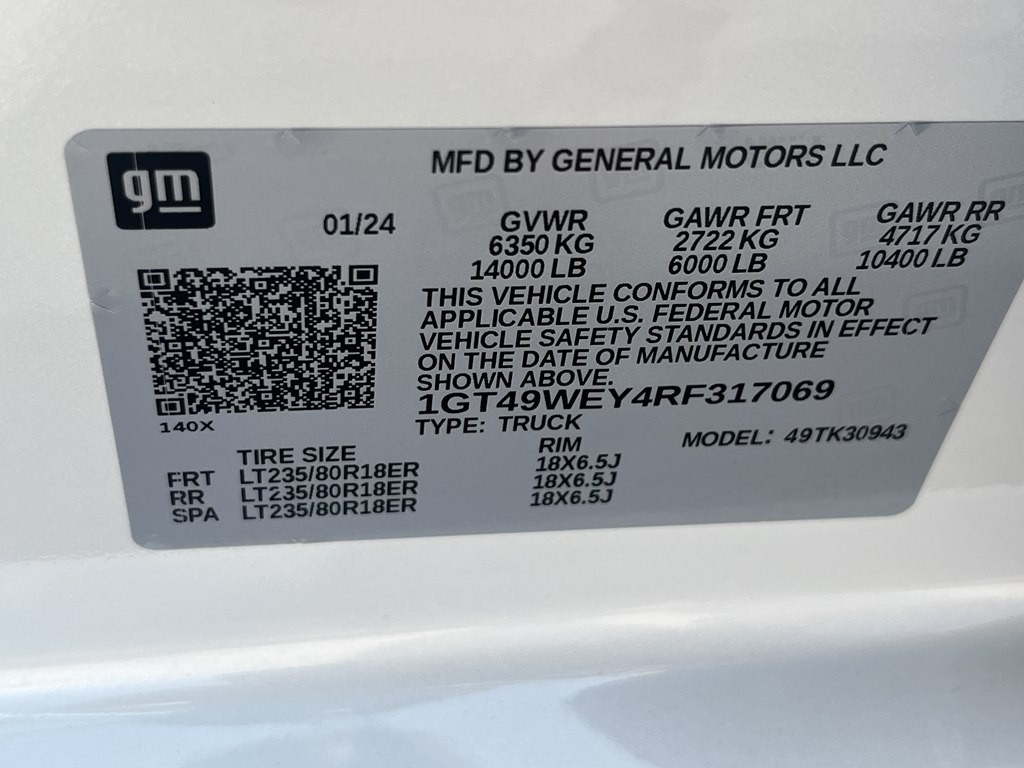 gm
MFD BY GENERAL MOTORS LLC
01/24
GVWR GAWR FRT GAWR RR
6350 KG 2722 KG 4717 KG
14000 LB 6000 LB 10400 LB
THIS VEHICLE CONFORMS TO ALL
APPLICABLE U.S. FEDERAL MOTOR
VEHICLE SAFETY STANDARDS IN EFFECT
ON THE DATE OF MANUFACTURE
SHOWN ABOVE.
1GT49WEY4RF317069
140X
TYPE: TRUCK
MODEL: 49TK30943
TIRE SIZE RIM
FRT LT235/80R18ER 18X6.5J
RR LT235/80R18ER 18X6.5J
SPA LT235/80R18ER 18X6.5J